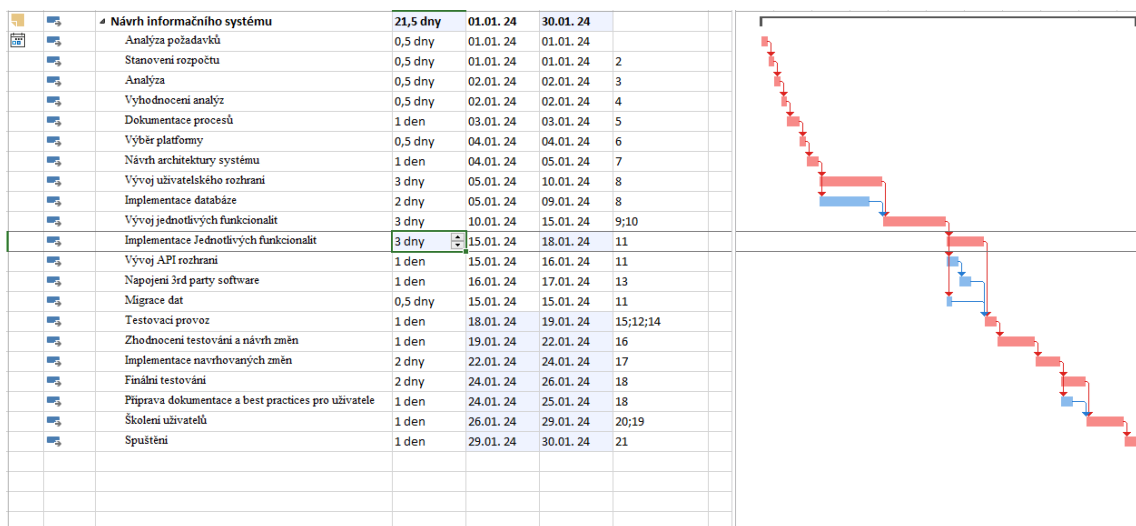 Návrh informačního systému 21,5 dny 01.01. 24 30.01. 24
Analýza požadavků 0,5 dny 01.01. 24 01.01. 24
Stanovení rozpočtu 0,5 dny 01.01. 24 01.01. 24 2
Analýza 0,5 dny 02.01. 24 02.01. 24 3
Vyhodnocení analýz 0,5 dny 02.01. 24 02.01. 24 4
Dokumentace procesů 1 den 03.01. 24 03.01. 24 5
Výběr platformy 0,5 dny 04.01. 24 04.01. 24 6
Návrh architektury systému 1 den 04.01. 24 05.01. 24 7
Vývoj uživatelského rozhraní 3 dny 05.01. 24 10.01. 24 8
Implementace databáze 2 dny 05.01. 24 09.01. 24 8
Vývoj jednotlivých funkcionalit 3 dny 10.01. 24 15.01. 24 9;10
Implementace Jednotlivých funkcionalit 3 dny 15.01. 24 18.01. 24 11
Vývoj API rozhraní 1 den 15.01. 24 16.01. 24 11
Napojení 3rd party software 1 den 16.01. 24 17.01. 24 13
Migrace dat 0,5 dny 15.01. 24 15.01. 24 11
Testovací provoz 1 den 18.01. 24 19.01. 24 15;12;14
Zhodnocení testování a návrh změn 1 den 19.01. 24 22.01. 24 16
Implementace navrhovaných změn 2 dny 22.01. 24 24.01. 24 17
Finální testování 2 dny 24.01. 24 26.01. 24 18
Příprava dokumentace a best practices pro uživatele 1 den 24.01. 24 25.01. 24 18
Školení uživatelů 1 den 26.01. 24 29.01. 24 20;19
Spuštění 1 den 29.01. 24 30.01. 24 21